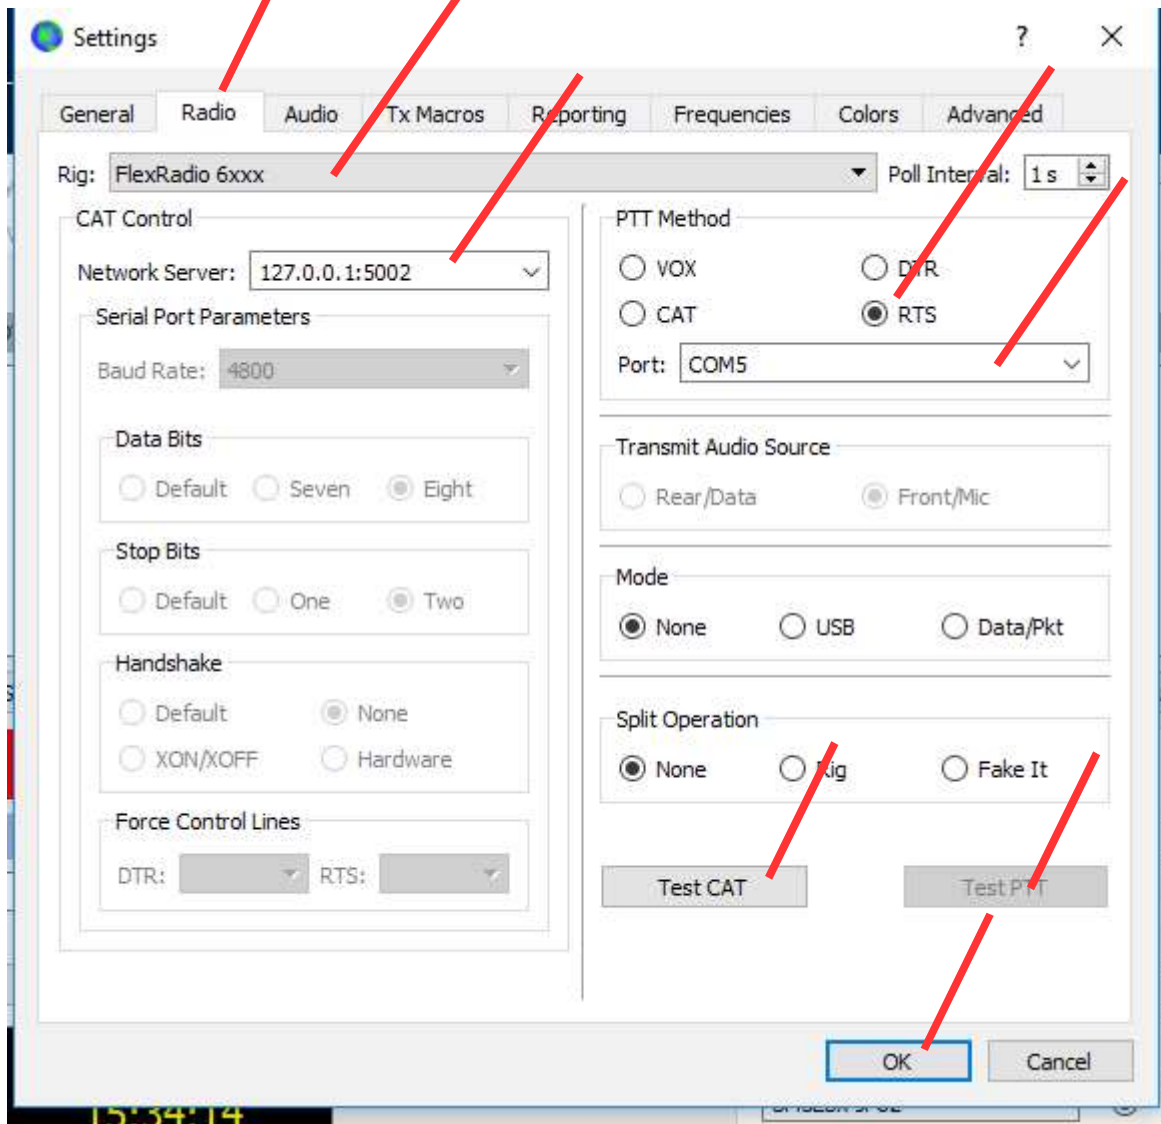 Settings
?
General Radio Audio Tx Macros Reporting Frequencies Colors Advanced
Rig: FlexRadio 6xxx Poll Interval: 1 s
CAT Control
Network Server: 127.0.0.1:5002
Serial Port Parameters
Baud Rate: 4800
Data Bits
Default Seven Eight
Stop Bits
Default One Two
Handshake
Default None
XON/XOFF Hardware
Force Control Lines
DTR: RTS:
PTT Method
VOX DTR
CAT RTS
Port: COM5
Transmit Audio Source
Rear/Data Front/Mic
Mode
None USB Data/Pkt
Split Operation
None Rig Fake It
Test CAT Test PTT
OK Cancel
15:34:14